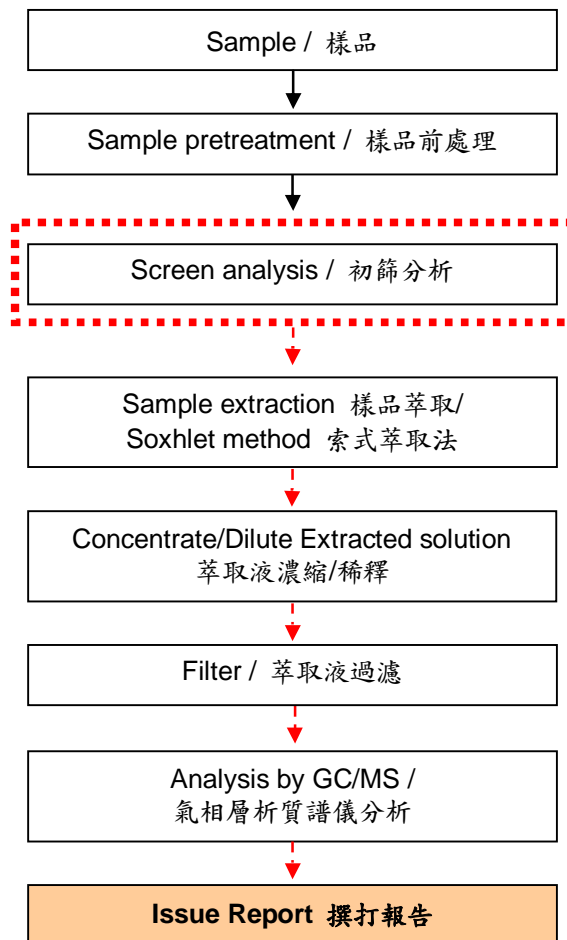 Sample / 樣品
Sample pretreatment / 樣品前處理
Screen analysis / 初篩分析
Sample extraction 樣品萃取/
Soxhlet method 索式萃取法
Concentrate/Dilute Extracted solution
萃取液濃縮/稀釋
Filter / 萃取液過濾
Analysis by GC/MS /
氣相層析質譜儀分析
Issue Report 撰打報告